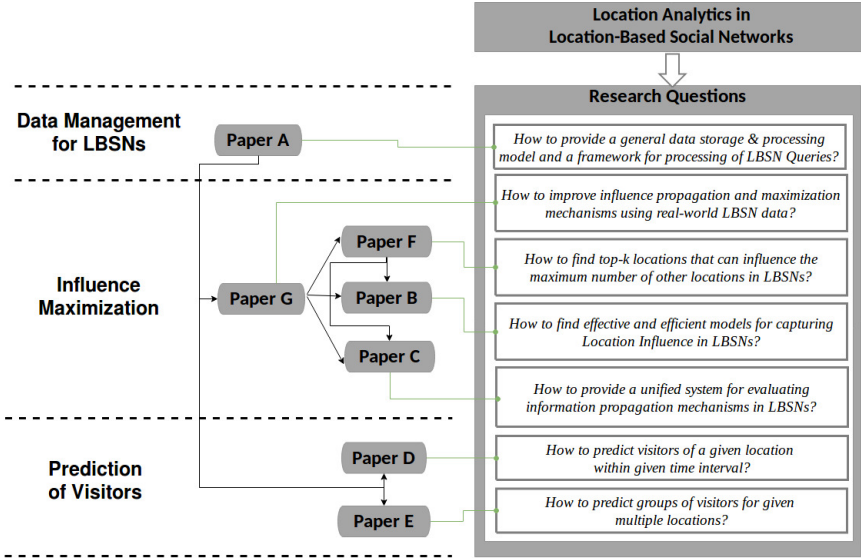 Location Analytics in
Location-Based Social Networks
Research Questions
Data Management
for LBSNs
Paper A
How to provide a general data storage & processing
model and a framework for processing of LBSN Queries?
How to improve influence propagation and maximization
mechanisms using real-world LBSN data?
Influence
Maximization
Paper G
Paper F
Paper B
Paper C
How to find top-k locations that can influence the
maximum number of other locations in LBSNs?
How to find effective and efficient models for capturing
Location Influence in LBSNs?
How to provide a unified system for evaluating
information propagation mechanisms in LBSNs?
Prediction
of Visitors
Paper D
Paper E
How to predict visitors of a given location
within given time interval?
How to predict groups of visitors for given
multiple locations?